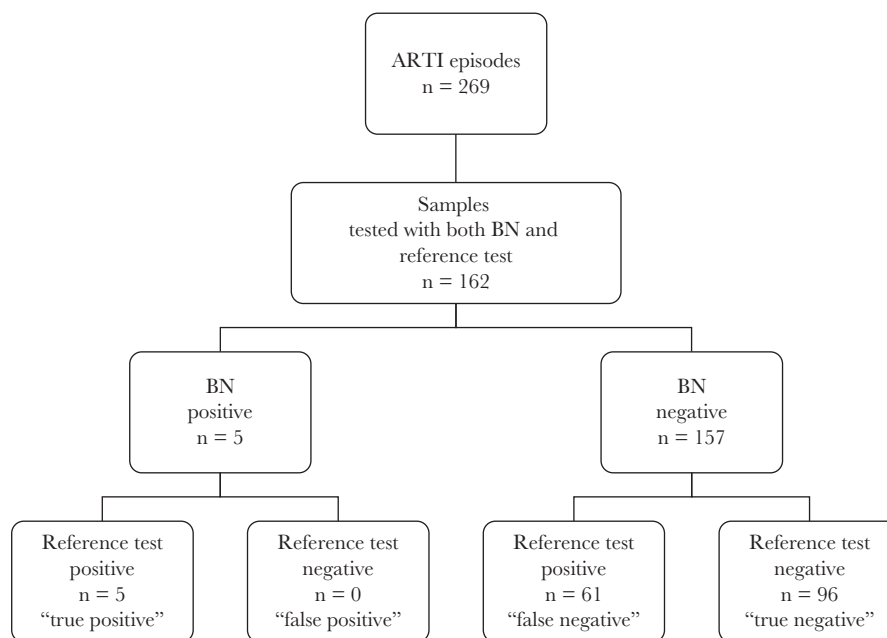 ARTI episodes
n = 269
Samples
tested with both BN and
reference test
n = 162
BN
positive
n = 5
BN
negative
n = 157
Reference test
positive
n = 5
“true positive”
Reference test
negative
n = 0
“false positive”
Reference test
positive
n = 61
“false negative”
Reference test
negative
n = 96
“true negative”